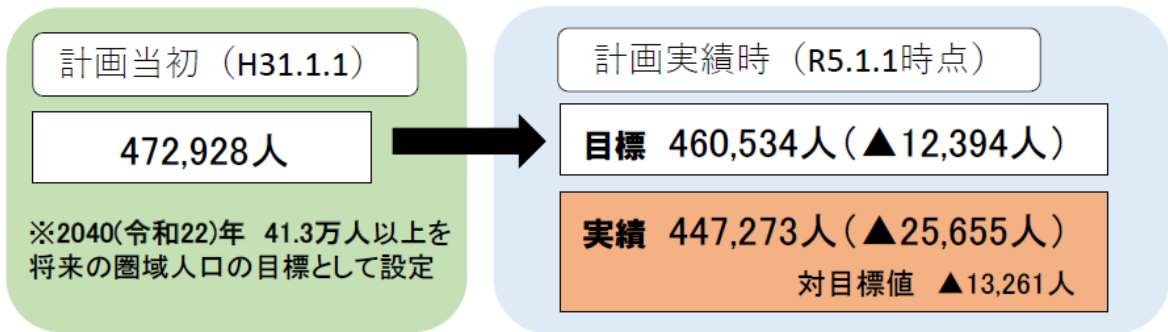 計画当初（H31.1.1）
472,928人
※2040(令和22)年 41.3万人以上を
将来の圏域人口の目標として設定
計画実績時（R5.1.1時点）
目標 460,534人（▲12,394人）
実績 447,273人（▲25,655人）
対目標値 ▲13,261人